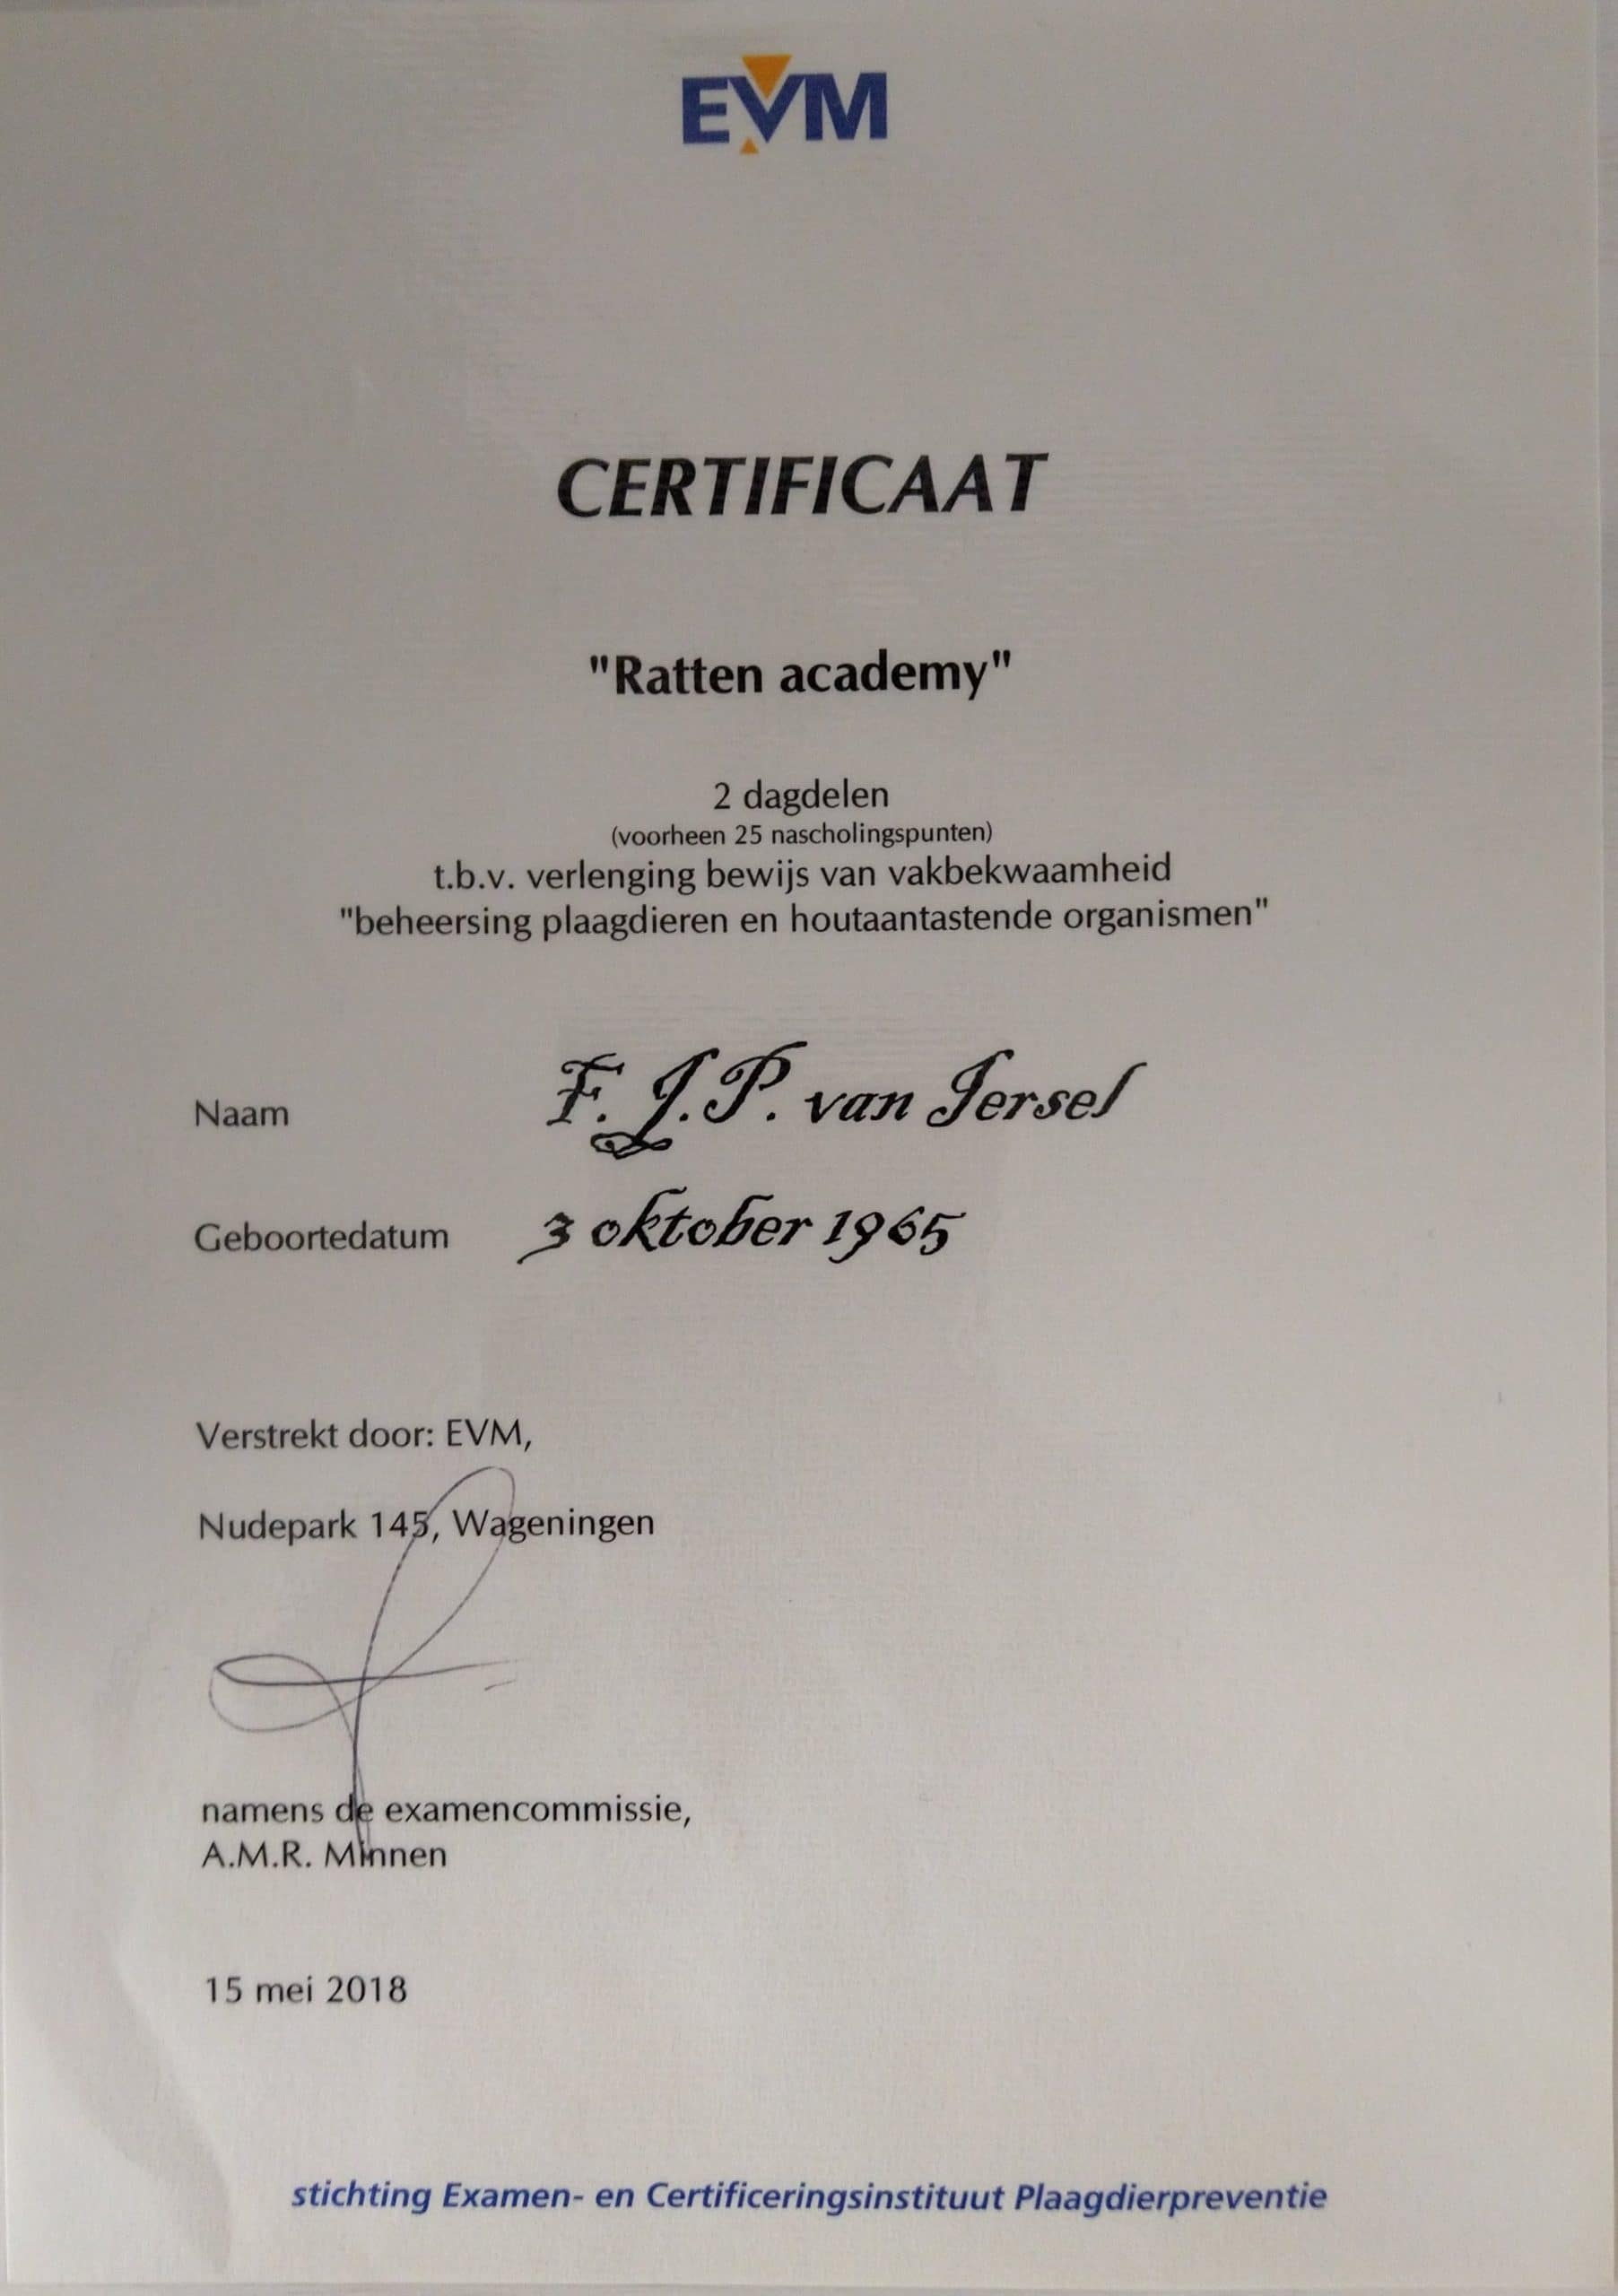 EVM
CERTIFICAAT
"Ratten academy"
2 dagdelen
(voorheen 25 nascholingspunten)
t.b.v. verlenging bewijs van vakbekwaamheid
"beheersing plaagdieren en houtaantastende organismen"
Naam F. J.P. van Iersel
Geboortedatum 3 oktober 1965
Verstrekt door: EVM,
Nudepark 145, Wageningen
namens de examencommissie,
A.M.R. Minnen
15 mei 2018
stichting Examen- en Certificeringsinstituut Plaagdierpreventie